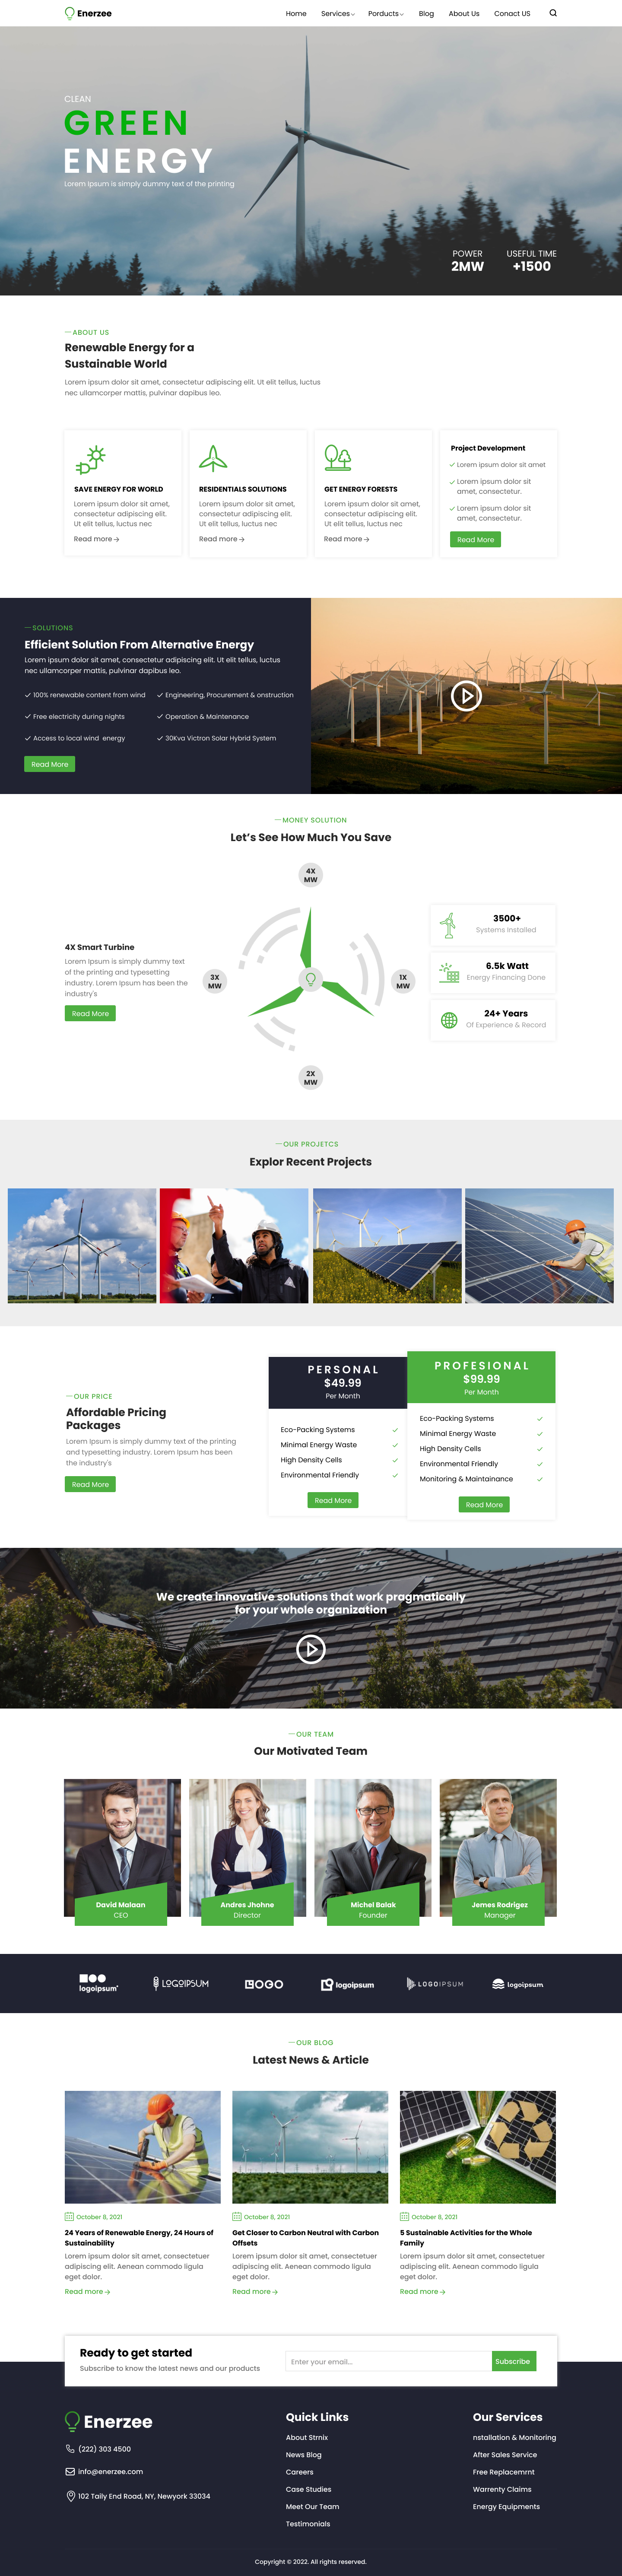 Enerzee
Home Services Porducts Blog About Us Conact US
CLEAN
GREEN
ENERGY
Lorem Ipsum is simply dummy text of the printing
POWER USEFUL TIME
2MW +1500
ABOUT US
Renewable Energy for a
Sustainable World
Lorem ipsum dolor sit amet, consectetur adipiscing elit. Ut elit tellus, luctus
nec ullamcorper mattis, pulvinar dapibus leo.
SAVE ENERGY FOR WORLD
Lorem ipsum dolor sit amet,
consectetur adipiscing elit.
Ut elit tellus, luctus nec
Read more
RESIDENTIALS SOLUTIONS
Lorem ipsum dolor sit amet,
consectetur adipiscing elit.
Ut elit tellus, luctus nec
Read more
GET ENERGY FORESTS
Lorem ipsum dolor sit amet,
consectetur adipiscing elit.
Ut elit tellus, luctus nec
Read more
Project Development
Lorem ipsum dolor sit amet
Lorem ipsum dolor sit
amet, consectetur.
Lorem ipsum dolor sit
amet, consectetur.
Read More
SOLUTIONS
Efficient Solution From Alternative Energy
Lorem ipsum dolor sit amet, consectetur adipiscing elit. Ut elit tellus, luctus
nec ullamcorper mattis, pulvinar dapibus leo.
100% renewable content from wind
Engineering, Procurement & onstruction
Free electricity during nights
Operation & Maintenance
Access to local wind energy
30Kva Victron Solar Hybrid System
Read More
MONEY SOLUTION
Let's See How Much You Save
4X Smart Turbine
Lorem Ipsum is simply dummy text
of the printing and typesetting
industry. Lorem Ipsum has been the
industry's
Read More
4X
MW
3X
MW
1X
MW
2X
MW
3500+
Systems Installed
6.5k Watt
Energy Financing Done
24+ Years
Of Experience & Record
OUR PROJETCS
Explor Recent Projects
OUR PRICE
Affordable Pricing
Packages
Lorem Ipsum is simply dummy text of the printing
and typesetting industry. Lorem Ipsum has been
the industry's
Read More
PERSONAL
$49.99
Per Month
Eco-Packing Systems
Minimal Energy Waste
High Density Cells
Environmental Friendly
Read More
PROFESIONAL
$99.99
Per Month
Eco-Packing Systems
Minimal Energy Waste
High Density Cells
Environmental Friendly
Monitoring & Maintainance
Read More
We create innovative solutions that work pragmatically
for your whole organization
OUR TEAM
Our Motivated Team
David Malaan
CEO
Andres Jhohne
Director
Michel Balak
Founder
Jemes Rodrigez
Manager
logoipsum
LOGOIPSUM
LOGO
logoipsum
LOGOIPSUM
logoipsum
OUR BLOG
Latest News & Article
October 8, 2021
24 Years of Renewable Energy, 24 Hours of
Sustainability
Lorem ipsum dolor sit amet, consectetuer
adipiscing elit. Aenean commodo ligula
eget dolor.
Read more
October 8, 2021
Get Closer to Carbon Neutral with Carbon
Offsets
Lorem ipsum dolor sit amet, consectetuer
adipiscing elit. Aenean commodo ligula
eget dolor.
Read more
October 8, 2021
5 Sustainable Activities for the Whole
Family
Lorem ipsum dolor sit amet, consectetuer
adipiscing elit. Aenean commodo ligula
eget dolor.
Read more
Ready to get started
Subscribe to know the latest news and our products
Enter your email...
Subscribe
Enerzee
(222) 303 4500
info@enerzee.com
102 Taily End Road, NY, Newyork 33034
Quick Links
About Strnix
News Blog
Careers
Case Studies
Meet Our Team
Testimonials
Our Services
nstallation & Monitoring
After Sales Service
Free Replacemrnt
Warrenty Claims
Energy Equipments
Copyright © 2022. All rights reserved.